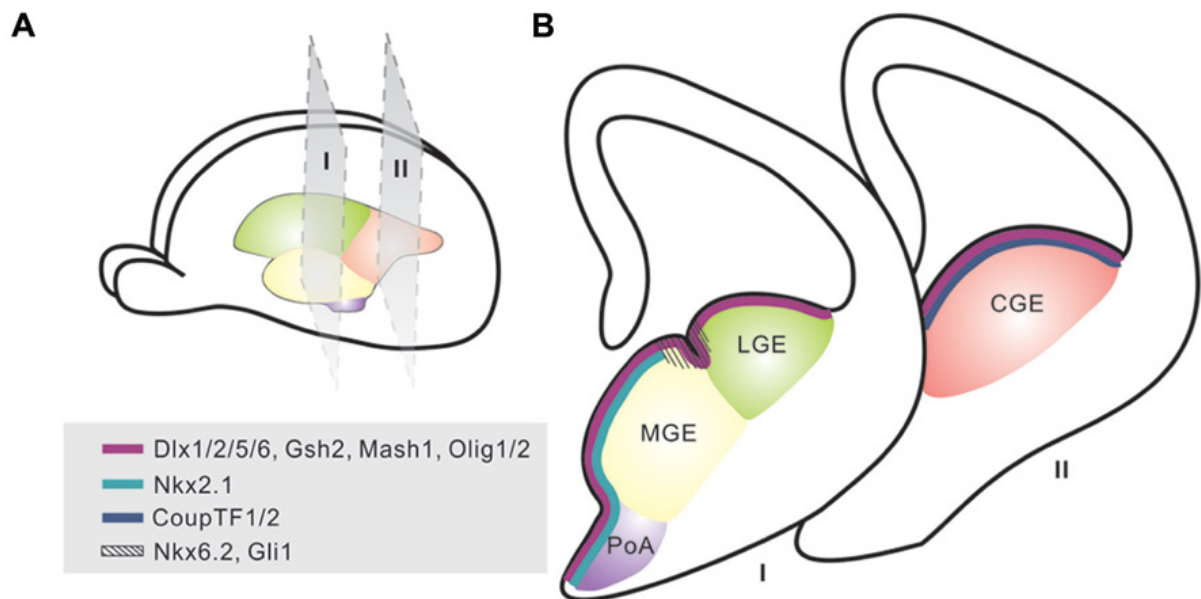 A
B
I
II
LGE
CGE
MGE
PoA
I
II
Dlx1/2/5/6, Gsh2, Mash1, Olig1/2
Nkx2.1
CoupTF1/2
Nkx6.2, Gli1